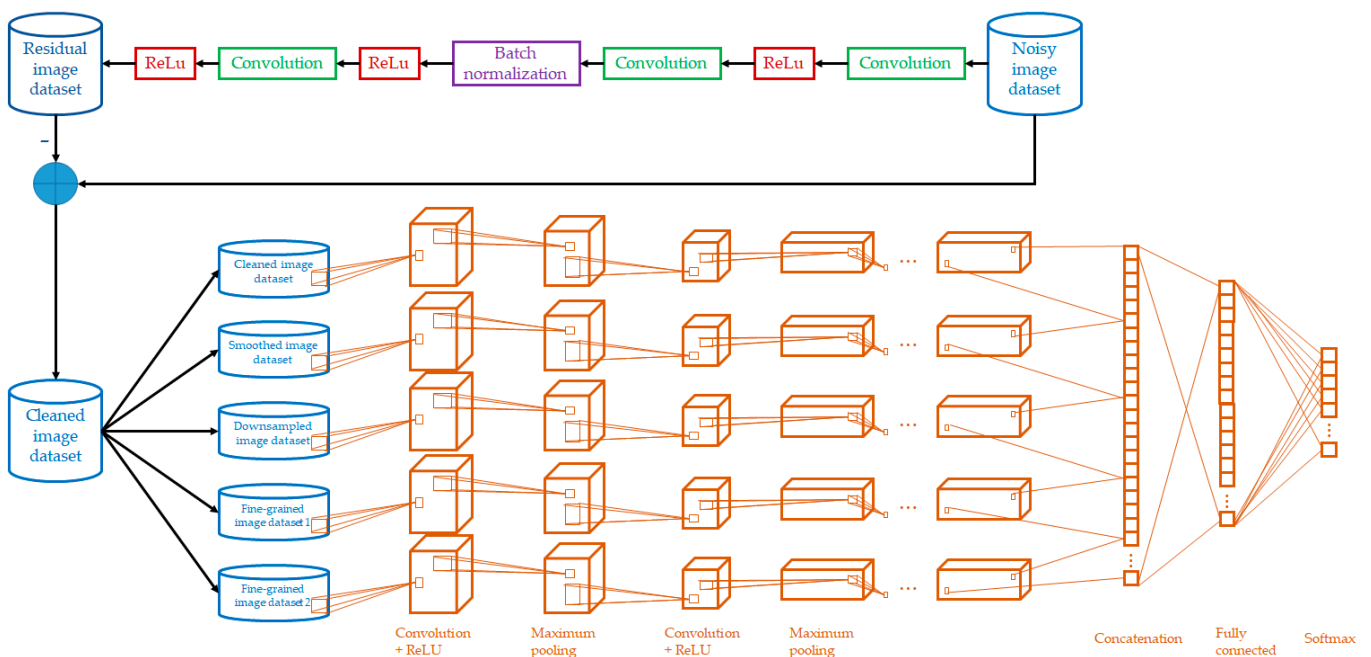 Residual
image
dataset
ReLu
Convolution
ReLu
Batch
normalization
Convolution
ReLu
Convolution
Noisy
image
dataset
–
Cleaned image
dataset
...
Smoothed image
dataset
...
Cleaned
image
dataset
Downsampled
image dataset
...
Fine-grained
image dataset 1
...
Fine-grained
image dataset 2
...
Convolution
+ ReLU
Maximum
pooling
Convolution
+ ReLU
Maximum
pooling
Concatenation
Fully
connected
Softmax